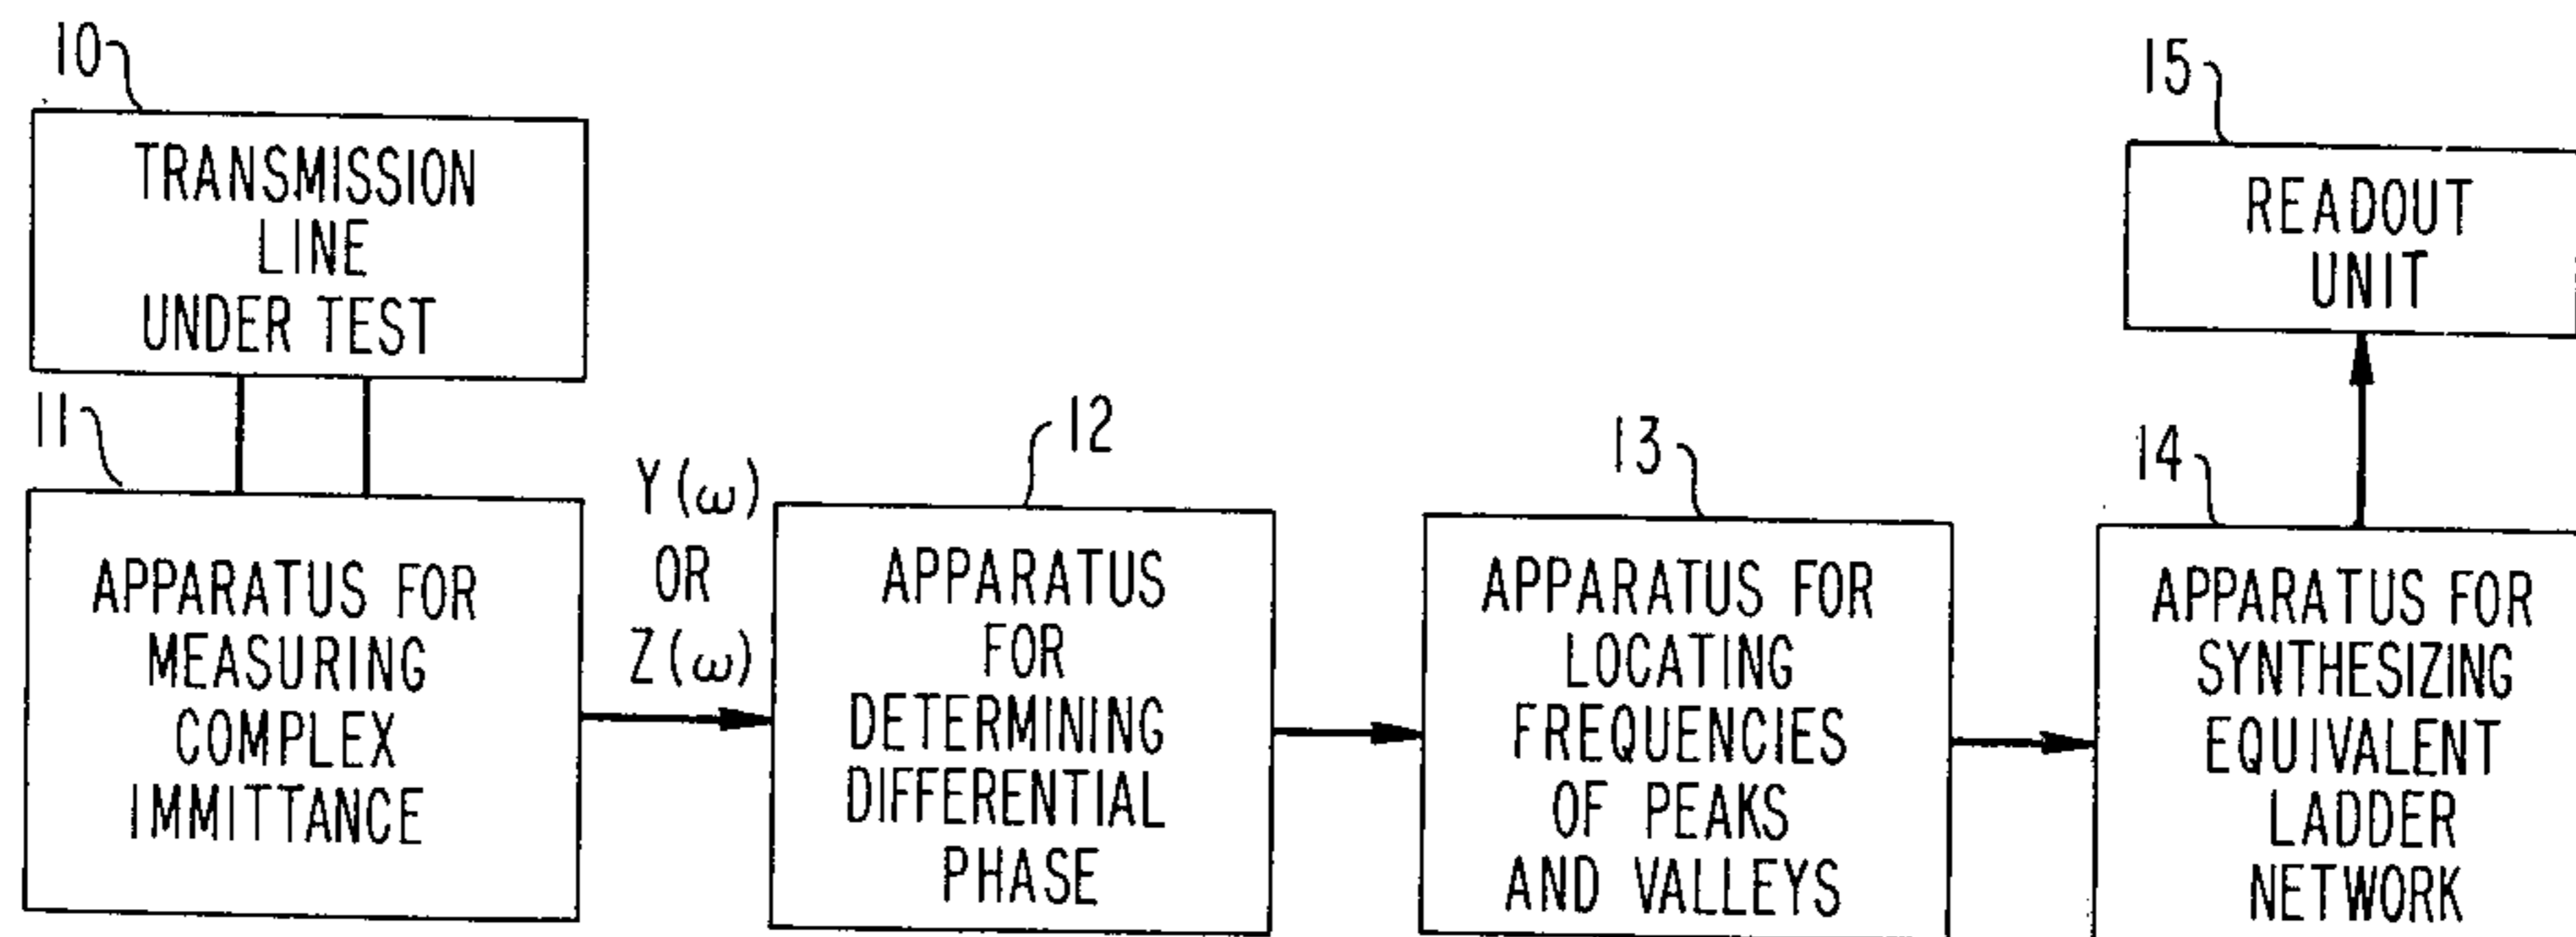 10
TRANSMISSION
LINE
UNDER TEST
11
APPARATUS FOR
MEASURING
COMPLEX
IMMITTANCE
Y(ω)
OR
Z(ω)
12
APPARATUS
FOR
DETERMINING
DIFFERENTIAL
PHASE
13
APPARATUS FOR
LOCATING
FREQUENCIES
OF PEAKS
AND VALLEYS
14
APPARATUS FOR
SYNTHESIZING
EQUIVALENT
LADDER
NETWORK
15
READOUT
UNIT